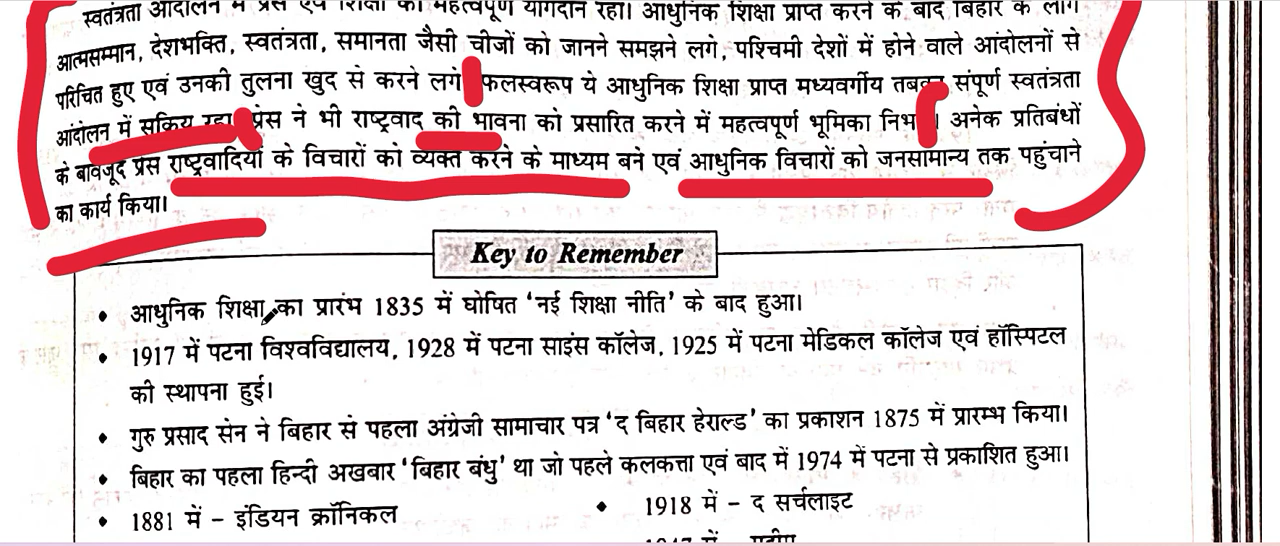 स्वतंत्रता आंदोलन में प्रेस एवं शिक्षा का महत्वपूर्ण योगदान रहा। आधुनिक शिक्षा प्राप्त करने के बाद बिहार के लोग
आत्मसम्मान, देशभक्ति, स्वतंत्रता, समानता जैसी चीजों को जानने समझने लगे, पश्चिमी देशों में होने वाले आंदोलनों से
परिचित हुए एवं उनकी तुलना खुद से करने लगे फलस्वरूप ये आधुनिक शिक्षा प्राप्त मध्यवर्गीय संपूर्ण स्वतंत्रता
आंदोलन में सक्रिय रहा प्रेस ने भी राष्ट्रवाद की भावना को प्रसारित करने में महत्वपूर्ण भूमिका । अनेक प्रतिबंधों
के बावजूद प्रेस राष्ट्रवादियों के विचारों को व्यक्त करने के माध्यम बने एवं आधुनिक विचारों को जनसामान्य तक पहुंचाने
का कार्य किया।
Key to Remember
• आधुनिक शिक्षा का प्रारंभ 1835 में घोषित ‘नई शिक्षा नीति’ के बाद हुआ।
• 1917 में पटना विश्वविद्यालय, 1928 में पटना साइंस कॉलेज, 1925 में पटना मेडिकल कॉलेज एवं हॉस्पिटल
की स्थापना हुई।
• गुरु प्रसाद सेन ने बिहार से पहला अंग्रेजी सामाचार पत्र ‘द बिहार हेराल्ड’ का प्रकाशन 1875 में प्रारम्भ किया।
• बिहार का पहला हिन्दी अखबार ‘बिहार बंधु’ था जो पहले कलकत्ता एवं बाद में 1974 में पटना से प्रकाशित हुआ।
• 1881 में – इंडियन क्रॉनिकल
• 1918 में – द सर्चलाइट